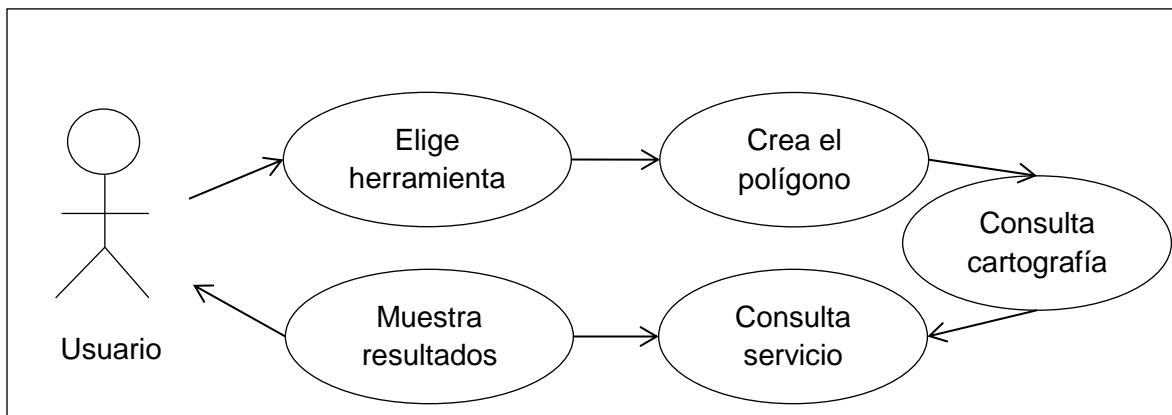 Elige
herramienta
Crea el
polígono
Consulta
cartografía
Muestra
resultados
Consulta
servicio
Usuario